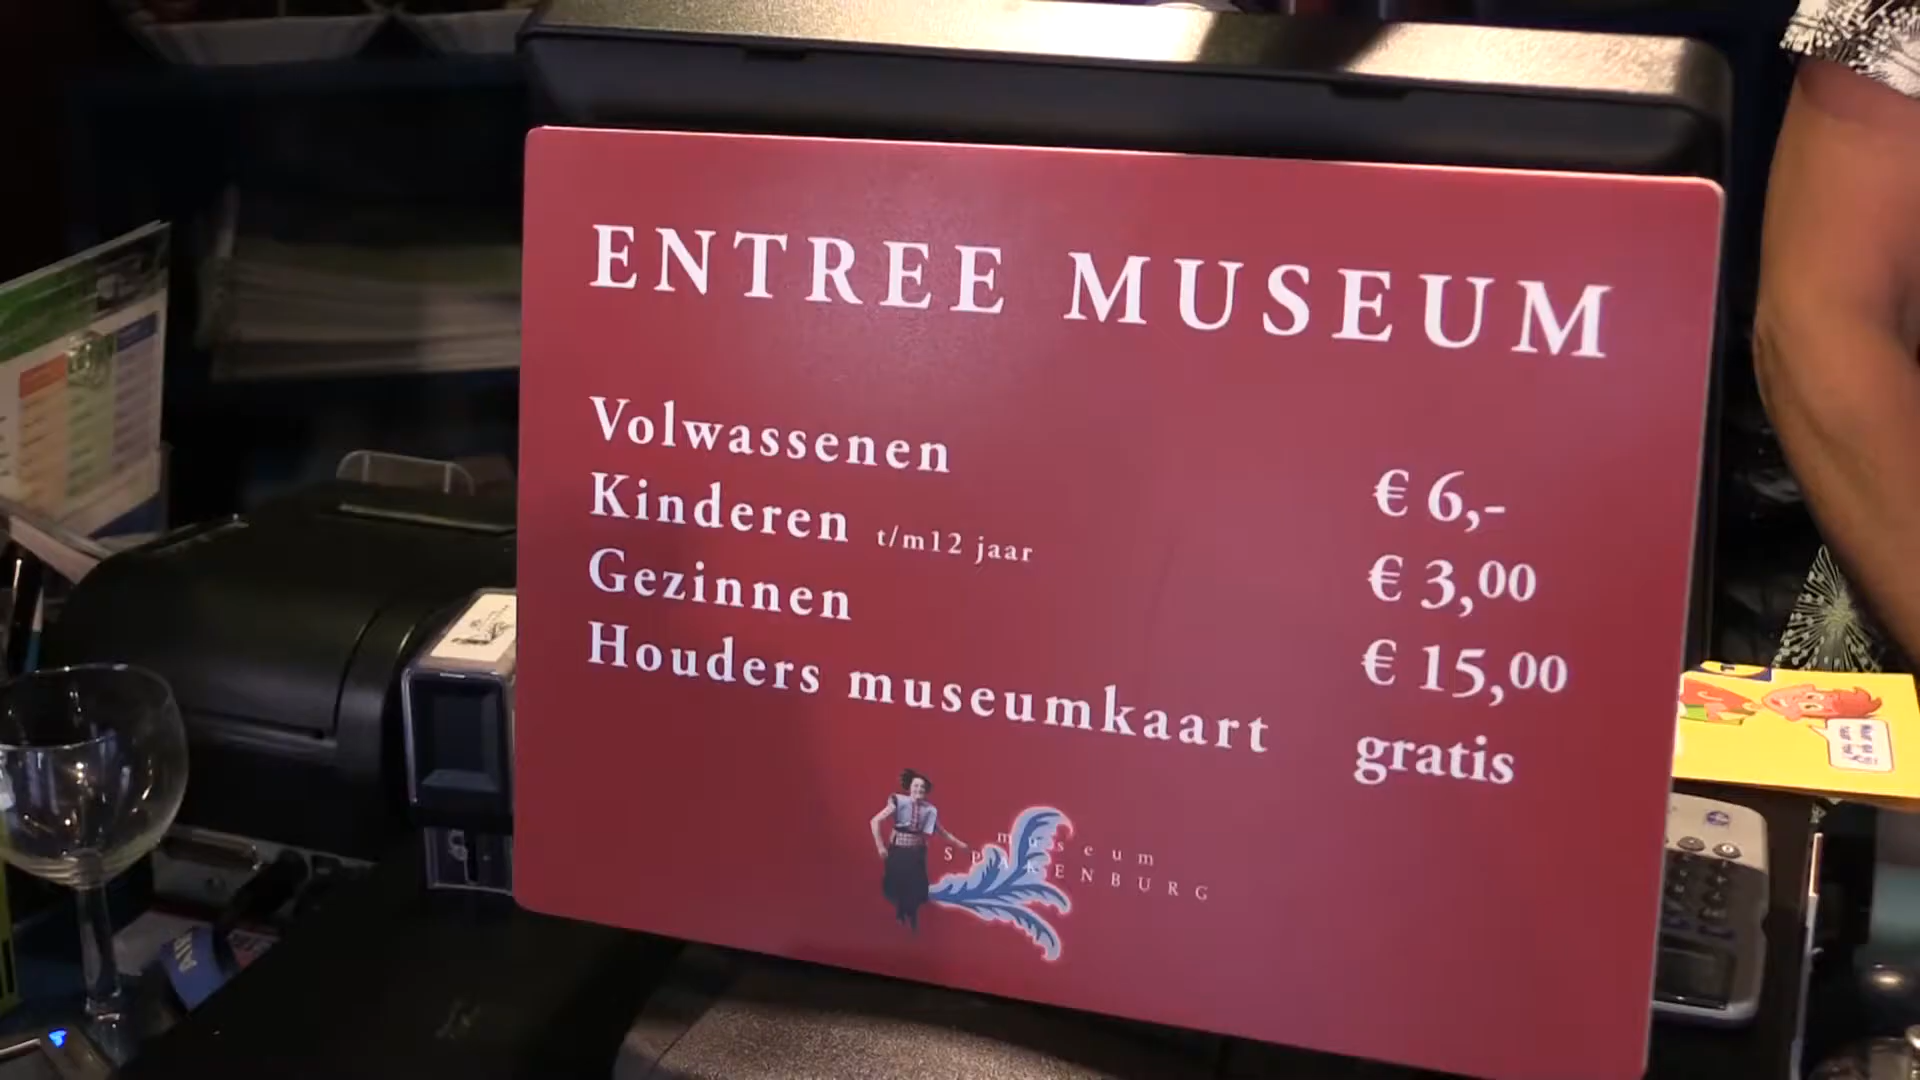 ENTREE MUSEUM
Volwassenen € 6,-
Kinderen t/m12 jaar € 3,00
Gezinnen € 15,00
Houders museumkaart gratis
museum
SPAKENBURG